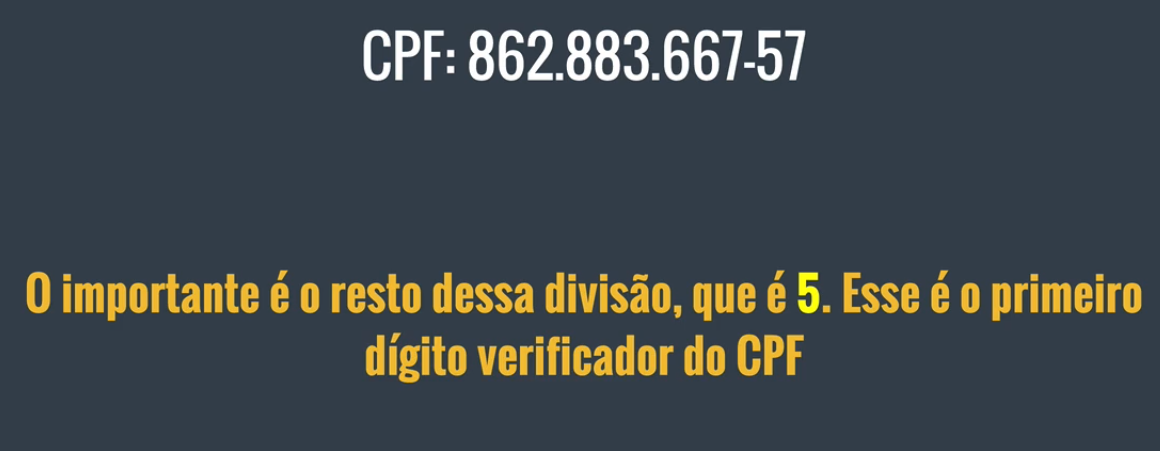 CPF: 862.883.667-57
O importante é o resto dessa divisão, que é 5. Esse é o primeiro
dígito verificador do CPF